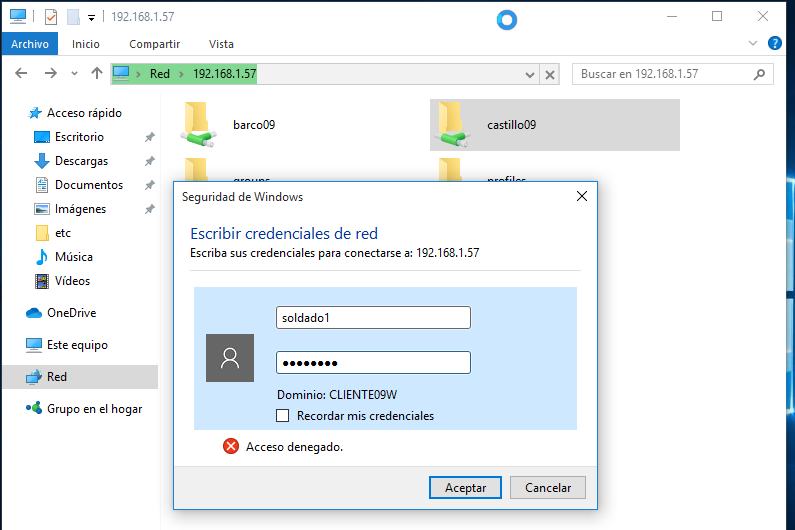 192.168.1.57
Archivo Inicio Compartir Vista
Red 192.168.1.57 Buscar en 192.168.1.57
Acceso rápido
Escritorio
Descargas
Documentos
Imágenes
etc
Música
Vídeos
OneDrive
Este equipo
Red
Grupo en el hogar
barco09 castillo09
groups profiles
Seguridad de Windows
Escribir credenciales de red
Escriba sus credenciales para conectarse a: 192.168.1.57
soldado1
●●●●●●●●
Dominio: CLIENTE09W
Recordar mis credenciales
Acceso denegado.
Aceptar Cancelar